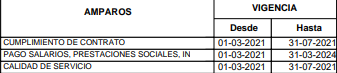 AMPAROS VIGENCIA
Desde Hasta
CUMPLIMIENTO DE CONTRATO 01-03-2021 31-07-2021
PAGO SALARIOS, PRESTACIONES SOCIALES, IN 01-03-2021 31-03-2024
CALIDAD DE SERVICIO 01-03-2021 31-07-2021